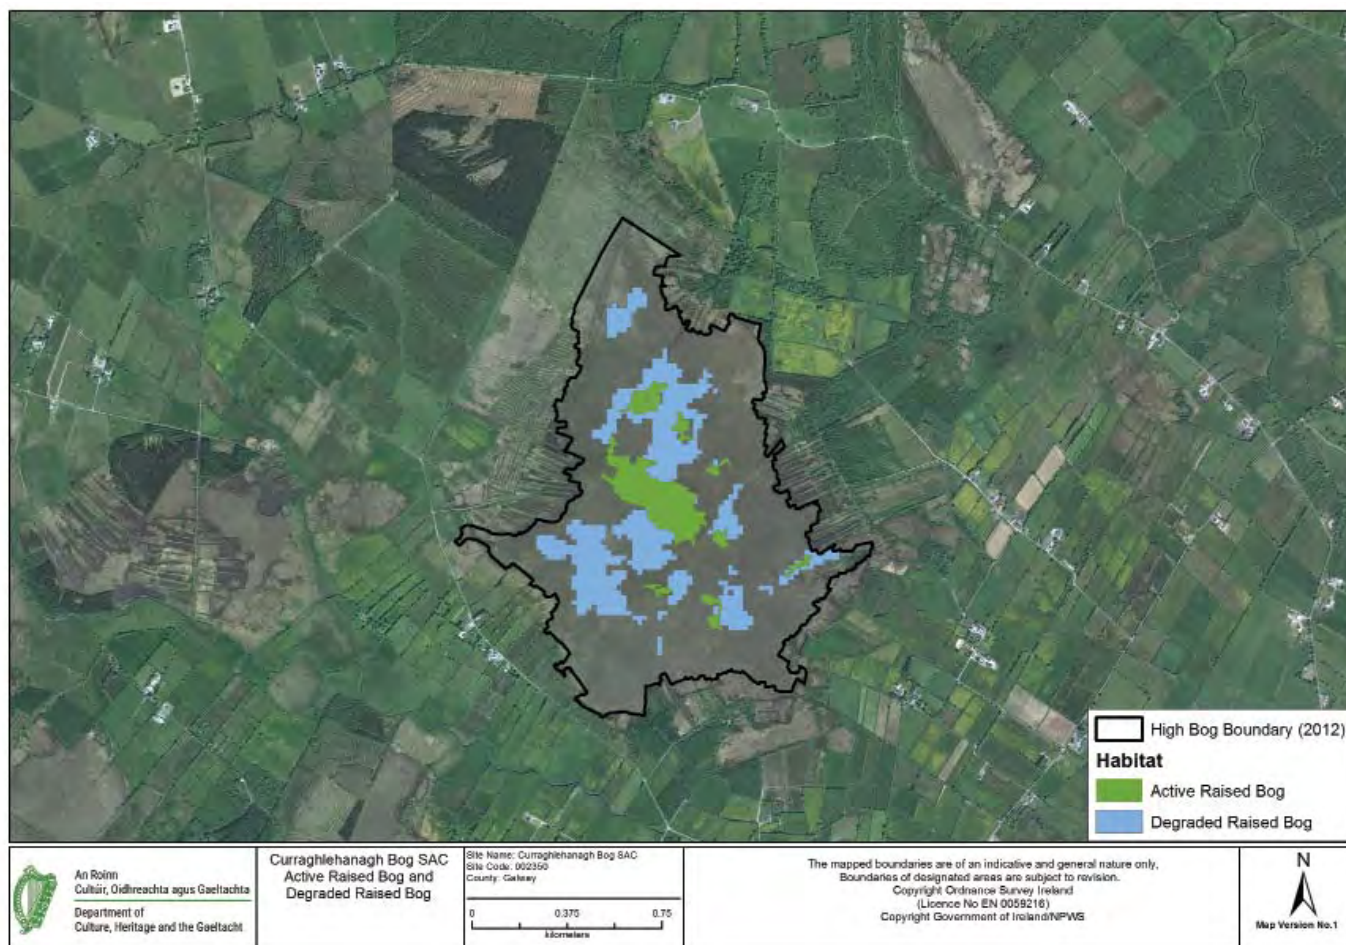 High Bog Boundary (2012)
Habitat
Active Raised Bog
Degraded Raised Bog
An Roinn
Cultúir, Oidhreachta agus Gaeltachta
Department of
Culture, Heritage and the Gaeltacht
Curraghlehanagh Bog SAC
Active Raised Bog and
Degraded Raised Bog
Site Name: Curraghlehanagh Bog SAC
Site Code: 002350
County: Galway
0 0.375 0.75
kilometers
The mapped boundaries are of an indicative and general nature only,
Boundaries of designated areas are subject to revision.
Copyright Ordnance Survey Ireland
(Licence No EN 0059216)
Copyright Government of Ireland/NPWS
N
Map Version No.1